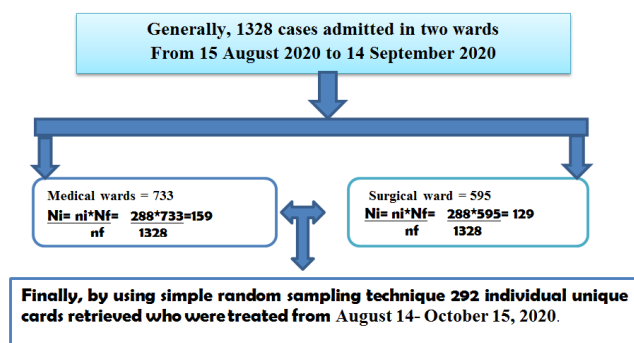 Generally, 1328 cases admitted in two wards
From 15 August 2020 to 14 September 2020
Medical wards = 733
Ni= ni*Nf= 288*733=159
nf 1328
Surgical ward = 595
Ni= ni*Nf= 288*595= 129
nf 1328
Finally, by using simple random sampling technique 292 individual unique
cards retrieved who were treated from August 14- October 15, 2020.